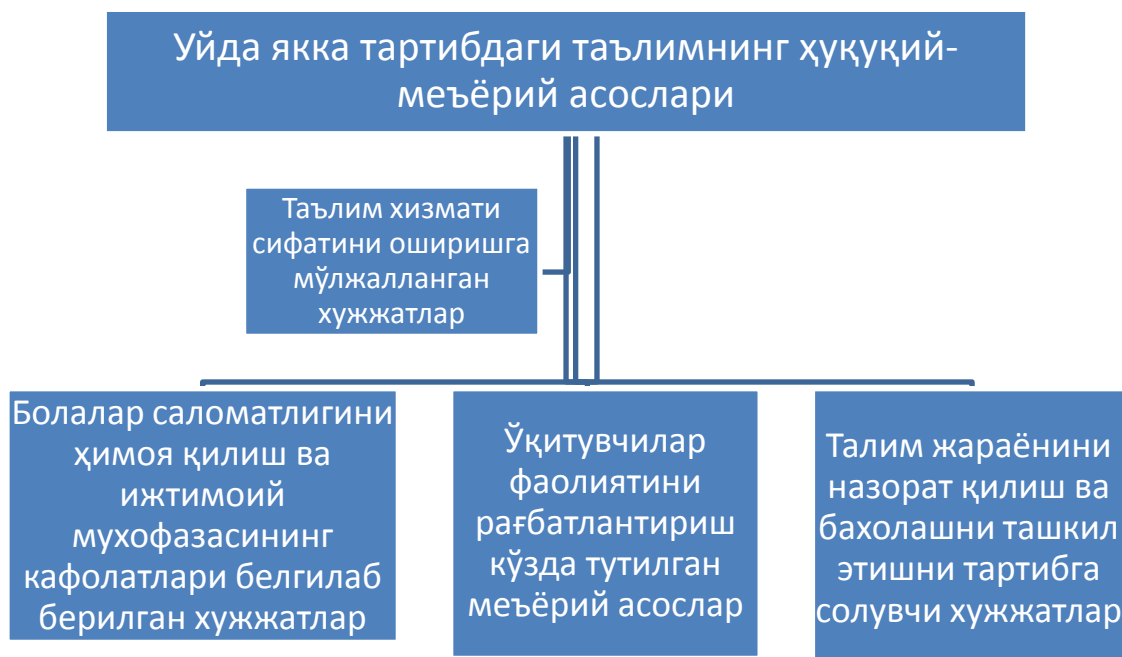 Уйда якка тартибдаги таълимнинг ҳуқуқий-
меъёрий асослари
Таълим хизмати
сифатини оширишга
мўлжалланган
хужжатлар
Болалар саломатлигини
ҳимоя қилиш ва
ижтимоий
мухофазасининг
кафолатлари белгилаб
берилган хужжатлар
Ўқитувчилар
фаолиятини
рағбатлантириш
кўзда тутилган
меъёрий асослар
Талим жараёнини
назорат қилиш ва
бахолашни ташкил
этишни тартибга
солувчи хужжатлар